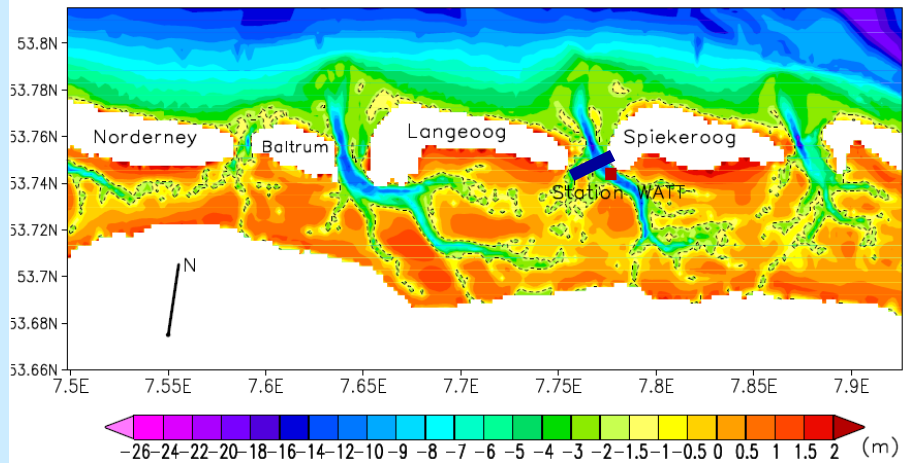 53.8N
53.78N
53.76N
53.74N
53.72N
53.7N
53.68N
53.66N
Norderney
Baltrum
Langeoog
Spiekeroog
Station WATT
N
7.5E 7.55E 7.6E 7.65E 7.7E 7.75E 7.8E 7.85E 7.9E
-26 -24 -22 -20 -18 -16 -14 -12 -10 -9 -8 -7 -6 -5 -4 -3 -2 -1.5 -1 -0.5 0 0.5 1 1.5 2 (m)